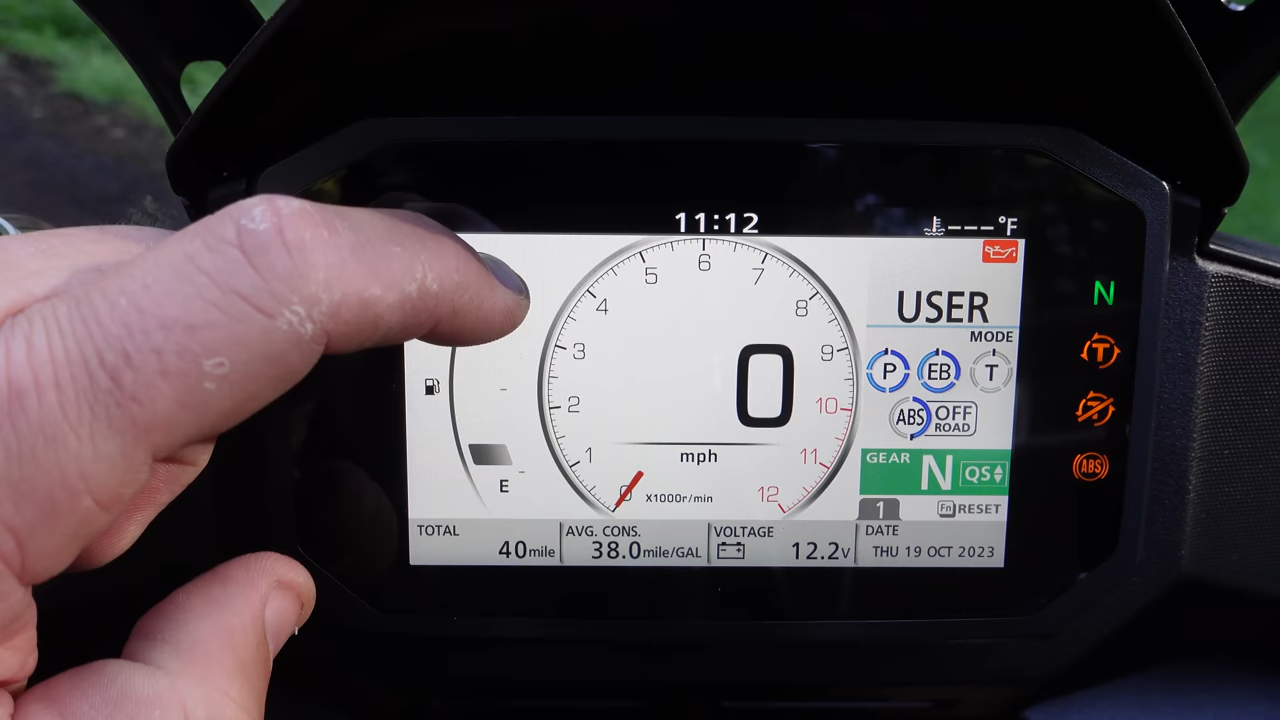 11:12
---°F
6
5
7
4
8
3
9
2
10
1
11
0
12
0
mph
X1000r/min
E
USER
MODE
P
EB
T
ABS
OFF
ROAD
GEAR
N
QS
1
Fn RESET
TOTAL
40mile
AVG. CONS.
38.0mile/GAL
VOLTAGE
12.2V
DATE
THU 19 OCT 2023
N
T
T
ABS